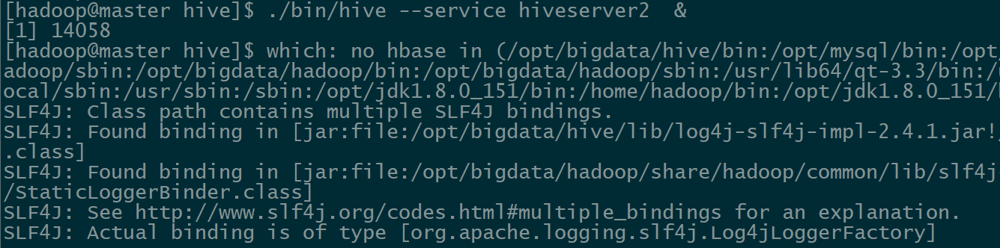 [hadoop@master hive]$ ./bin/hive --service hiveserver2  &
[1] 14058
[hadoop@master hive]$ which: no hbase in (/opt/bigdata/hive/bin:/opt/mysql/bin:/opt
adoop/sbin:/opt/bigdata/hadoop/bin:/opt/bigdata/hadoop/sbin:/usr/lib64/qt-3.3/bin:/
ocal/sbin:/usr/sbin:/sbin:/opt/jdk1.8.0_151/bin:/home/hadoop/bin:/opt/jdk1.8.0_151/
SLF4J: Class path contains multiple SLF4J bindings.
SLF4J: Found binding in [jar:file:/opt/bigdata/hive/lib/log4j-slf4j-impl-2.4.1.jar!/
.class]
SLF4J: Found binding in [jar:file:/opt/bigdata/hadoop/share/hadoop/common/lib/slf4j
/StaticLoggerBinder.class]
SLF4J: See http://www.slf4j.org/codes.html#multiple_bindings for an explanation.
SLF4J: Actual binding is of type [org.apache.logging.slf4j.Log4jLoggerFactory]